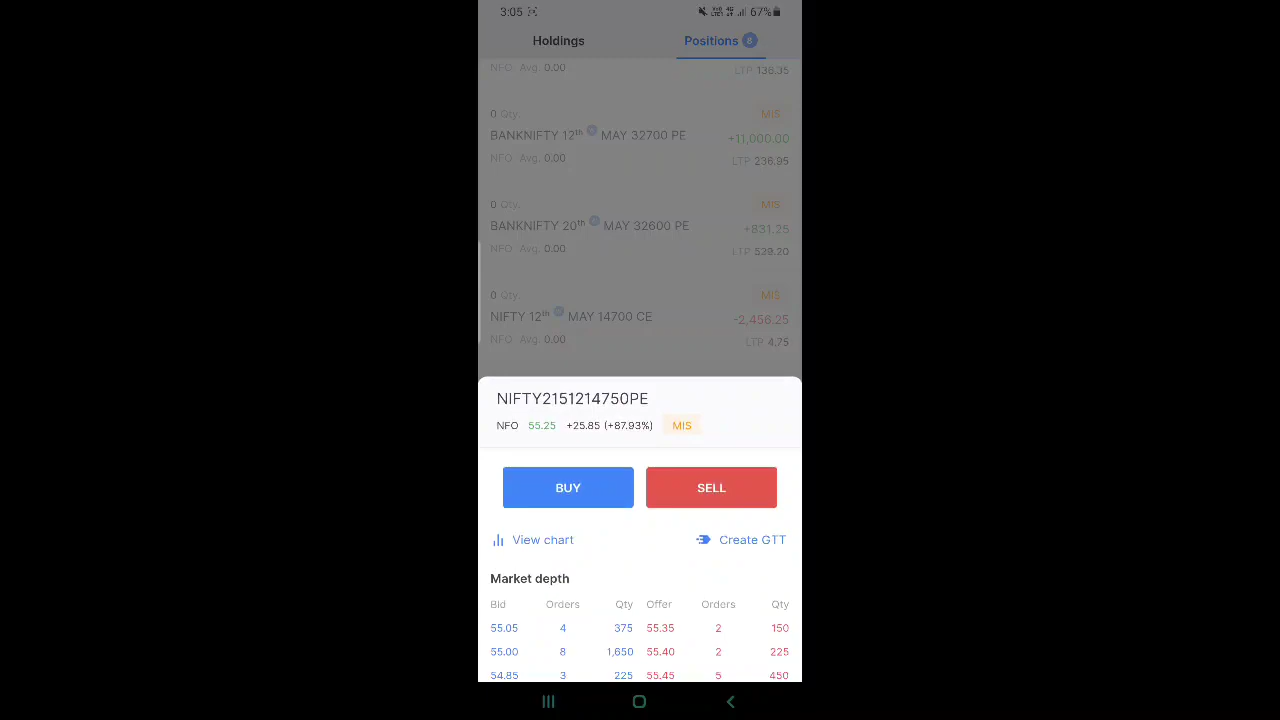 3:05 67%
Holdings Positions 8
NFO Avg. 0.00 LTP 136.35
0 Qty. MIS
BANKNIFTY 12th W MAY 32700 PE +11,000.00
NFO Avg. 0.00 LTP 236.95
0 Qty. MIS
BANKNIFTY 20th W MAY 32600 PE +831.25
NFO Avg. 0.00 LTP 529.20
0 Qty. MIS
NIFTY 12th W MAY 14700 CE -2,456.25
NFO Avg. 0.00 LTP 4.75
NIFTY2151214750PE
NFO 55.25 +25.85 (+87.93%) MIS
BUY SELL
View chart Create GTT
Market depth
Bid Orders Qty Offer Orders Qty
55.05 4 375 55.35 2 150
55.00 8 1,650 55.40 2 225
54.85 3 225 55.45 5 450